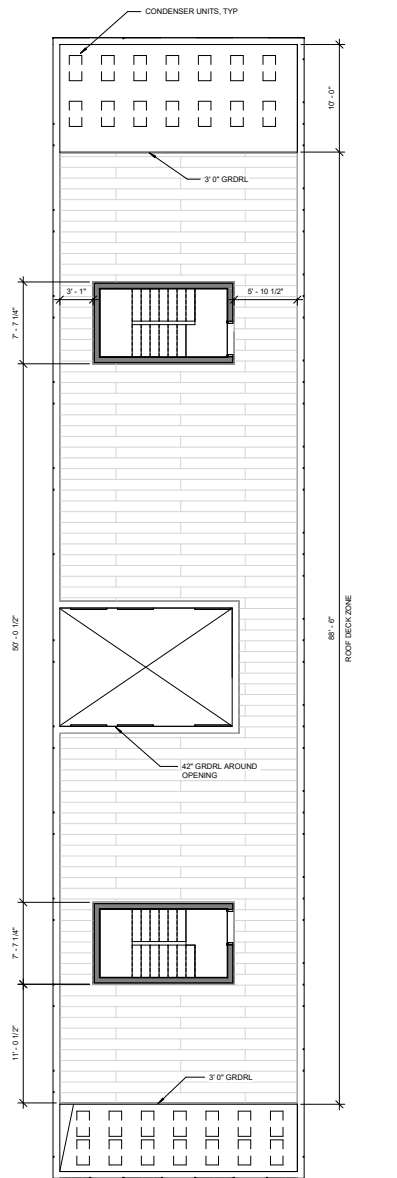 CONDENSER UNITS, TYP
10' - 0"
3' 0" GRDRL
3' - 1"
5' - 10 1/2"
7' - 7 1/4"
50' - 0 1/2"
88' - 6"
ROOF DECK ZONE
42" GRDRL AROUND
OPENING
7' - 7 1/4"
11' - 0 1/2"
3' 0" GRDRL